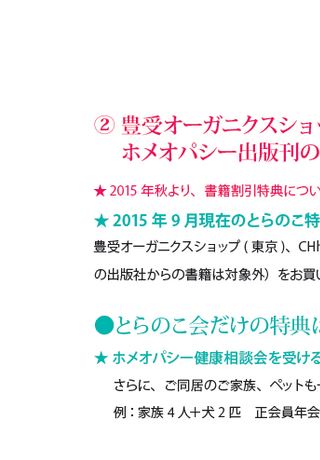 ② 豊受オーガニクスショッ
ホメオパシー出版刊の
★ 2015 年秋より、書籍割引特典につい
★ 2015 年 9 月現在のとらのこ特
豊受オーガニクスショップ ( 東京 )、CHh
の出版社からの書籍は対象外）をお買い
●とらのこ会だけの特典は
★ ホメオパシー健康相談会を受ける
さらに、ご同居のご家族、ペットも一
例：家族 4 人＋犬 2 匹　正会員年会